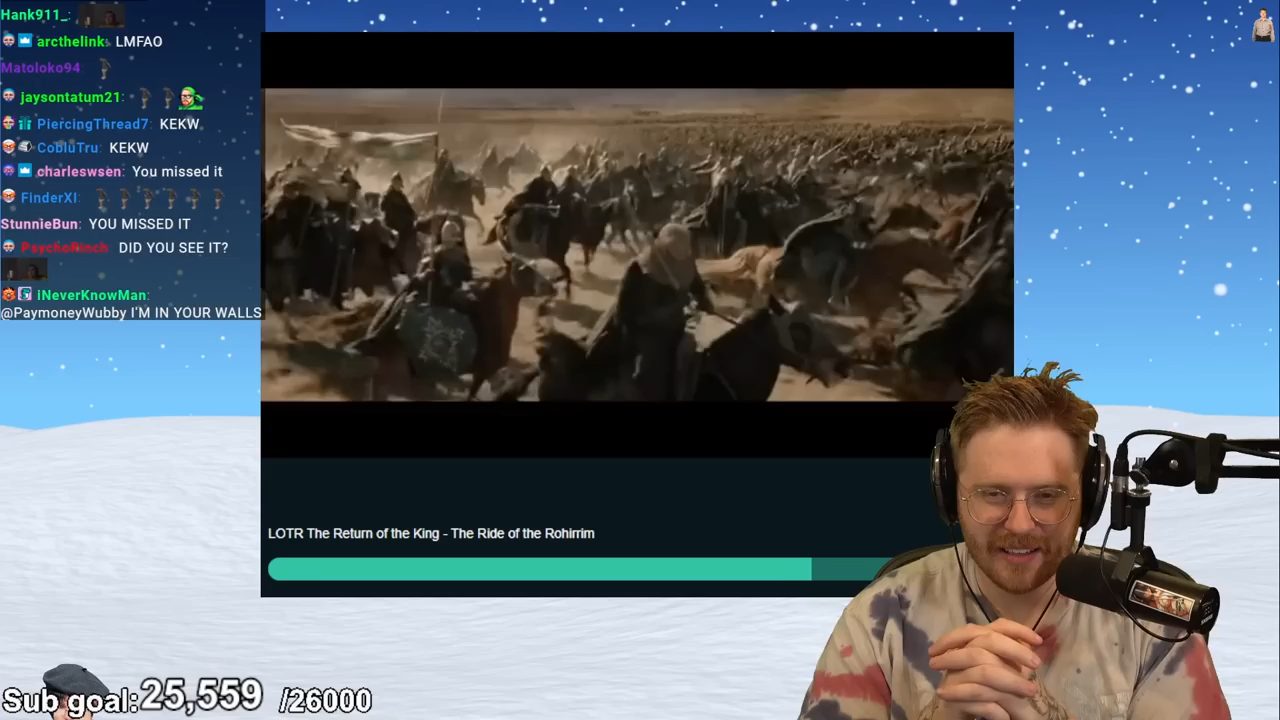 Hank911_:
arcthelink: LMFAO
Matoloko94
jaysontatum21:
PiercingThread7: KEKW
CobluTru: KEKW
charleswsen: You missed it
FinderXI:
StunnieBun: YOU MISSED IT
PsychoRinch: DID YOU SEE IT?
iNeverKnowMan:
@PaymoneyWubby I'M IN YOUR WALLS
LOTR The Return of the King - The Ride of the Rohirrim
Sub goal: 25,559 /26000